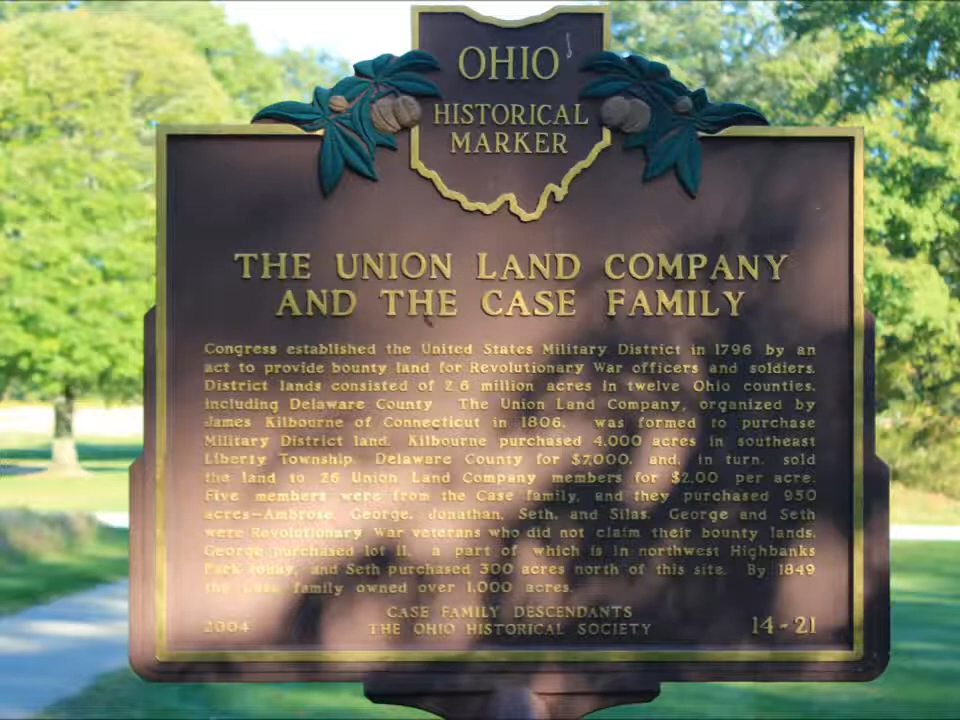 OHIO
HISTORICAL
MARKER
THE UNION LAND COMPANY
AND THE CASE FAMILY
Congress established the United States Military District in 1796 by an
act to provide bounty land for Revolutionary War officers and soldiers.
District lands consisted of 2.6 million acres in twelve Ohio counties,
including Delaware County. The Union Land Company, organized by
James Kilbourne of Connecticut in 1806, was formed to purchase
Military District land. Kilbourne purchased 4,000 acres in southeast
Liberty Township, Delaware County for $7,000, and, in turn, sold
the land to 26 Union Land Company members for $2.00 per acre.
Five members were from the Case family, and they purchased 950
acres-Ambrose, George, Jonathan, Seth, and Silas. George and Seth
were Revolutionary War veterans who did not claim their bounty lands.
George purchased lot 11, a part of which is in northwest Highbanks
Park today, and Seth purchased 300 acres north of this site. By 1849
the Case family owned over 1,000 acres.
CASE FAMILY DESCENDANTS
2004 THE OHIO HISTORICAL SOCIETY 14-21